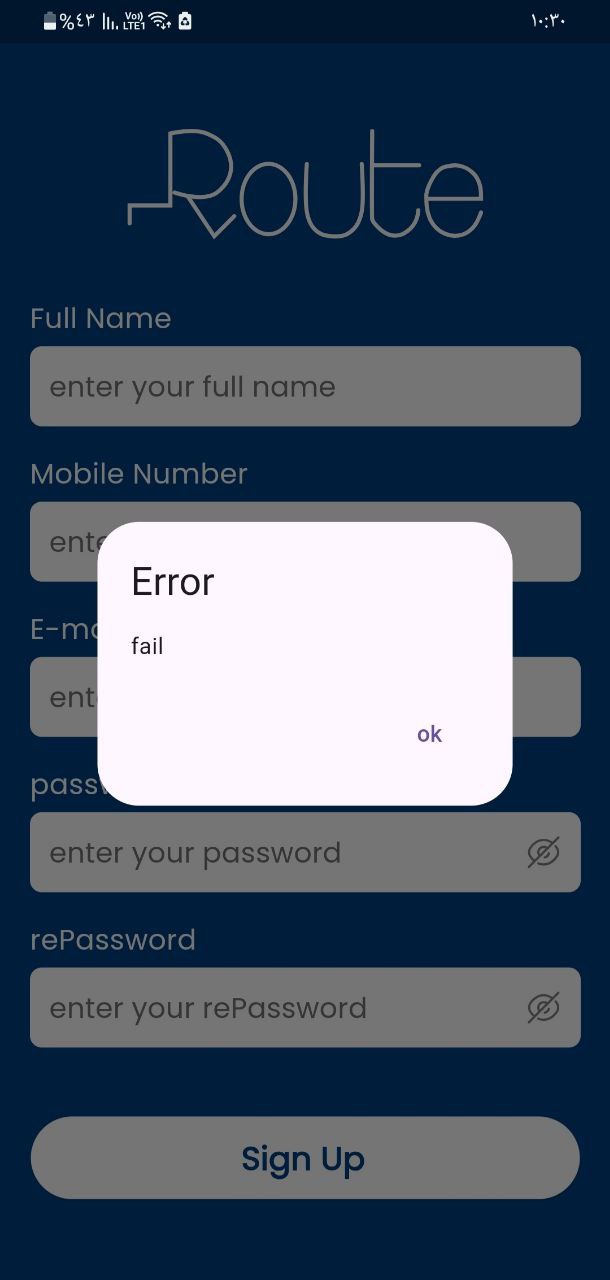 %٤٣ Vo)) LTE1 ١٠:٣٠
Route
Full Name
enter your full name
Mobile Number
ente
E-ma
ent
passw
enter your password
rePassword
enter your rePassword
Sign Up
Error
fail
ok